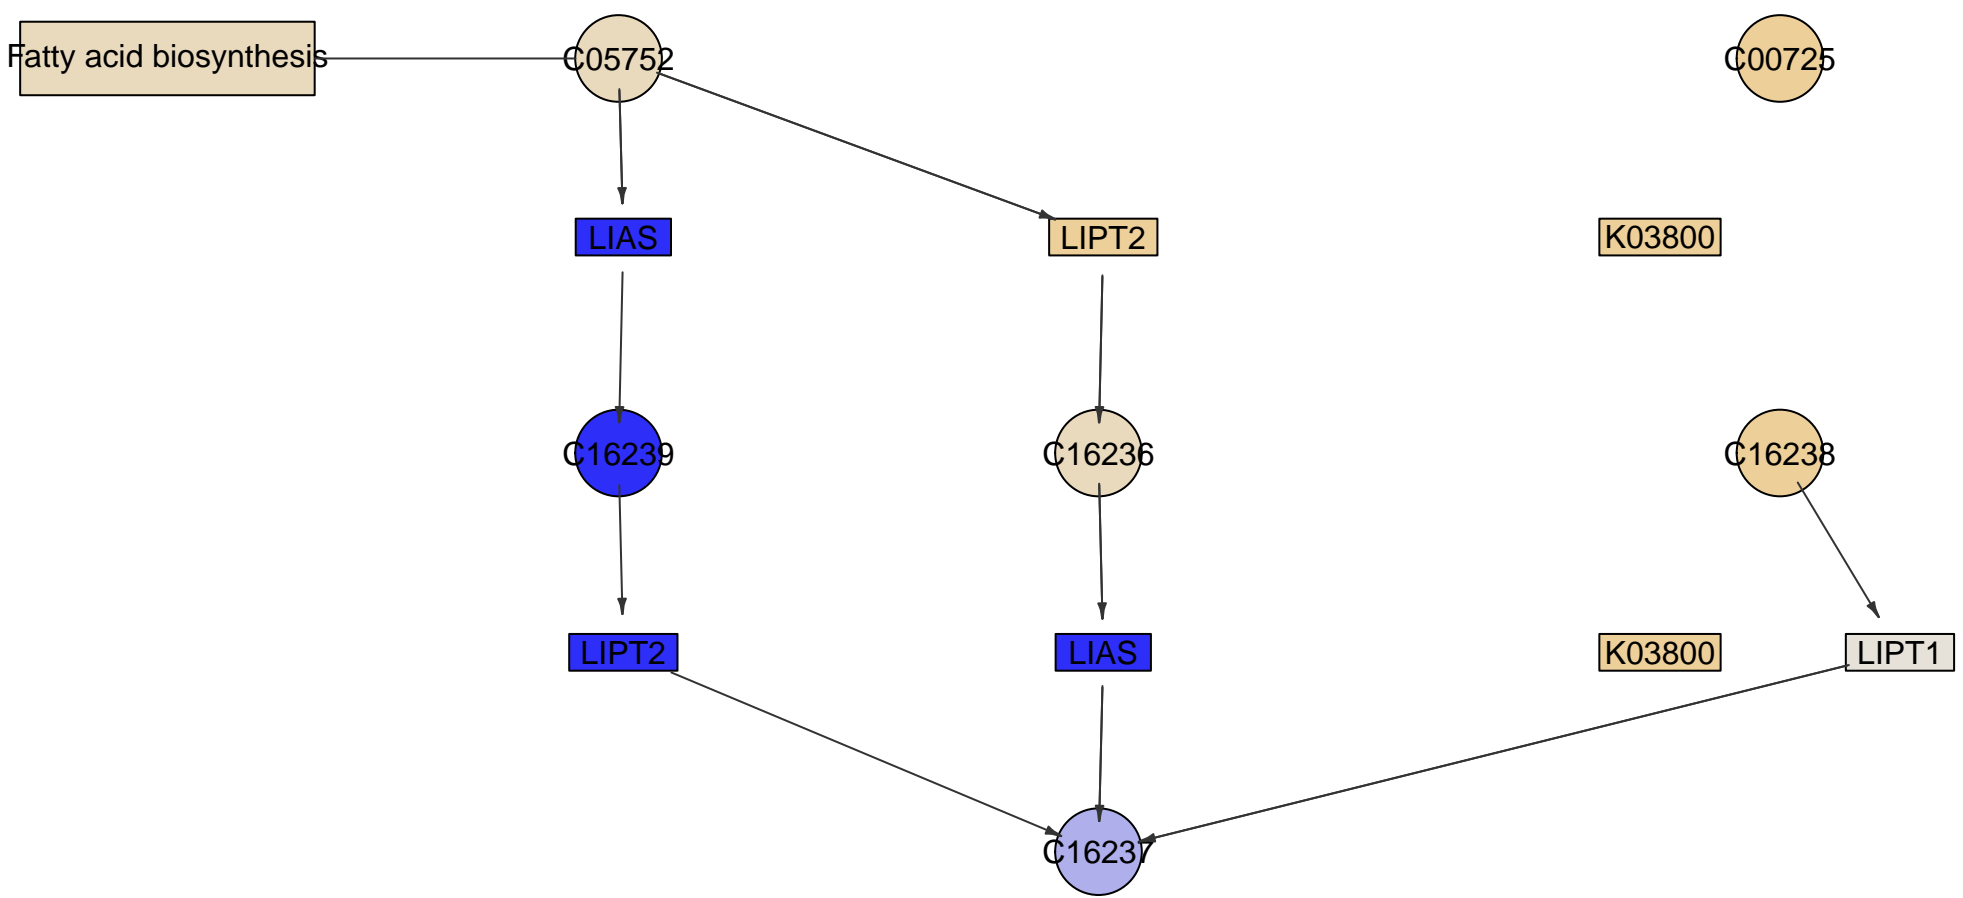 Fatty acid biosynthesis
C05752
C00725
LIAS
LIPT2
K03800
C16239
C16236
C16238
LIPT2
LIAS
K03800
LIPT1
C16237